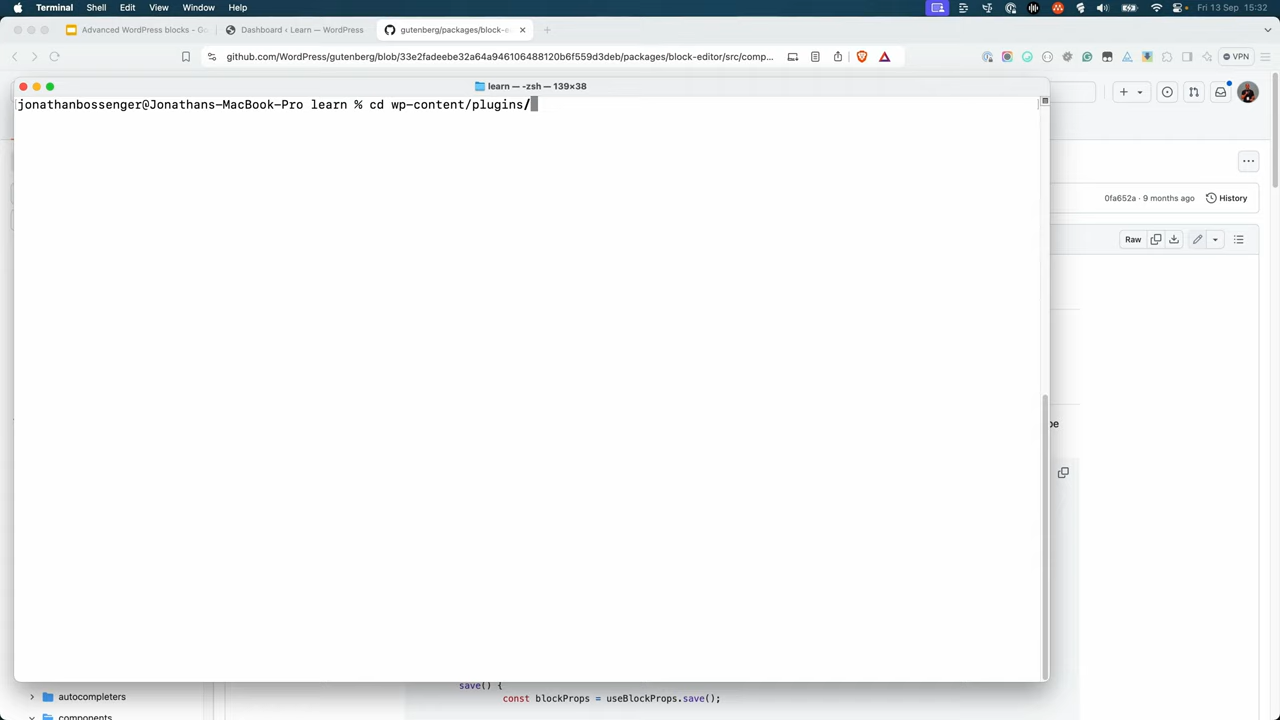 Terminal Shell Edit View Window Help Fri 13 Sep 15:32
Advanced WordPress blocks - Go Dashboard ‹ Learn — WordPress gutenberg/packages/block-e
github.com/WordPress/gutenberg/blob/33e2fadeebe32a64a946106488120b6f559d3deb/packages/block-editor/src/comp... VPN
learn — -zsh — 139×38
jonathanbossenger@Jonathans-MacBook-Pro learn % cd wp-content/plugins/
0fa652a · 9 months ago History
Raw
pe
save() {
const blockProps = useBlockProps.save();
autocompleters
components